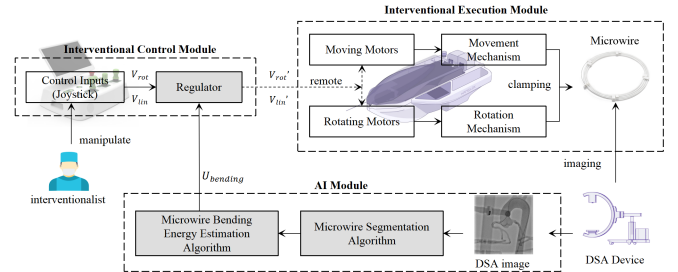 Interventional Execution Module
Interventional Control Module
Moving Motors
Movement
Mechanism
Microwire
Control Inputs
(Joystick)
V_rot
V_lin
Regulator
V_rot'
V_lin'
remote
clamping
Rotating Motors
Rotation
Mechanism
manipulate
imaging
interventionalist
U_bending
AI Module
Microwire Bending
Energy Estimation
Algorithm
Microwire Segmentation
Algorithm
DSA image
DSA Device